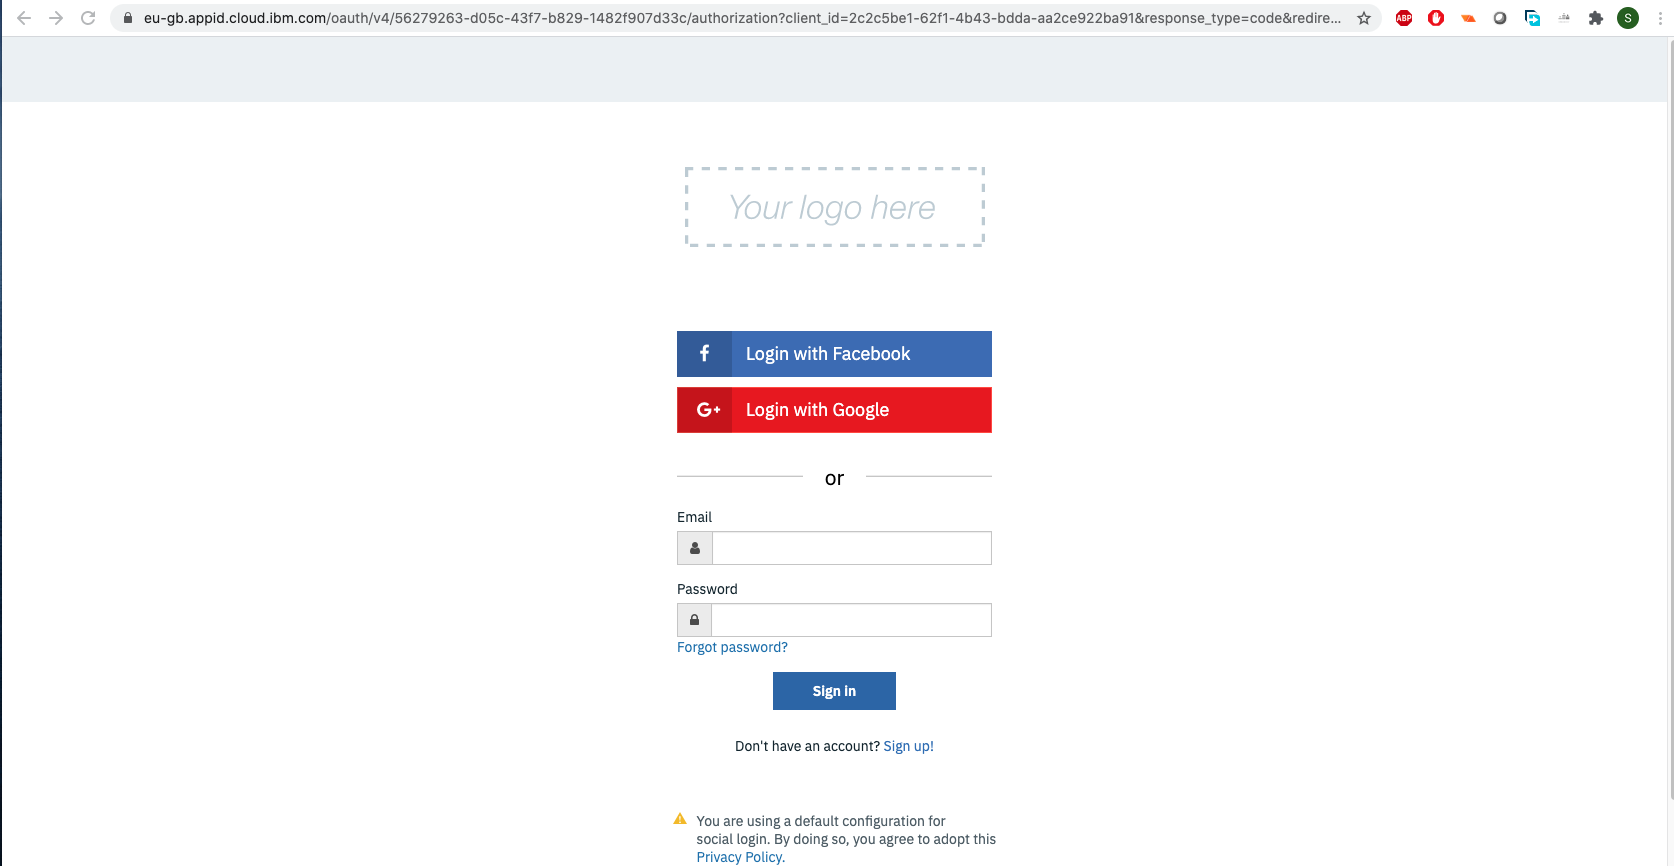 eu-gb.appid.cloud.ibm.com/oauth/v4/56279263-d05c-43f7-b829-1482f907d33c/authorization?client_id=2c2c5be1-62f1-4b43-bdda-aa2ce922ba91&response_type=code&redire...
ABP
S
Your logo here
f Login with Facebook
G+ Login with Google
or
Email
Password
Forgot password?
Sign in
Don't have an account? Sign up!
You are using a default configuration for
social login. By doing so, you agree to adopt this
Privacy Policy.